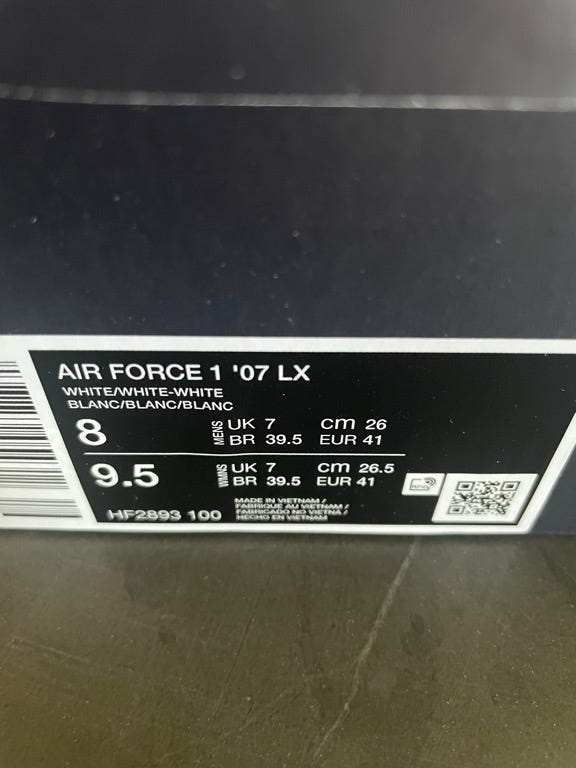 AIR FORCE 1 '07 LX
WHITE/WHITE-WHITE
BLANC/BLANC/BLANC
8 MENS UK 7 cm 26
BR 39.5 EUR 41
9.5 WMNS UK 7 cm 26.5
BR 39.5 EUR 41
HF2893 100
MADE IN VIETNAM /
FABRIQUE AU VIETNAM /
FABRICADO NO VIETNÃ /
HECHO EN VIETNAM
RFID